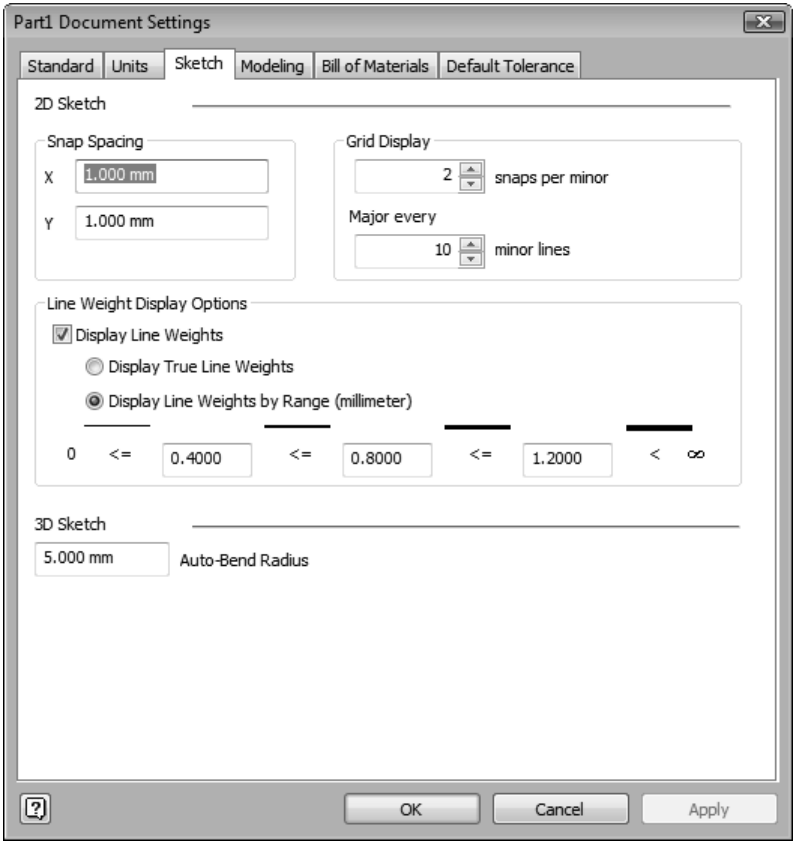 Part1 Document Settings
Standard Units Sketch Modeling Bill of Materials Default Tolerance
2D Sketch
Snap Spacing
X 1.000 mm
Y 1.000 mm
Grid Display
2 snaps per minor
Major every
10 minor lines
Line Weight Display Options
Display Line Weights
Display True Line Weights
Display Line Weights by Range (millimeter)
0 <= 0.4000 <= 0.8000 <= 1.2000 < ∞
3D Sketch
5.000 mm Auto-Bend Radius
? OK Cancel Apply